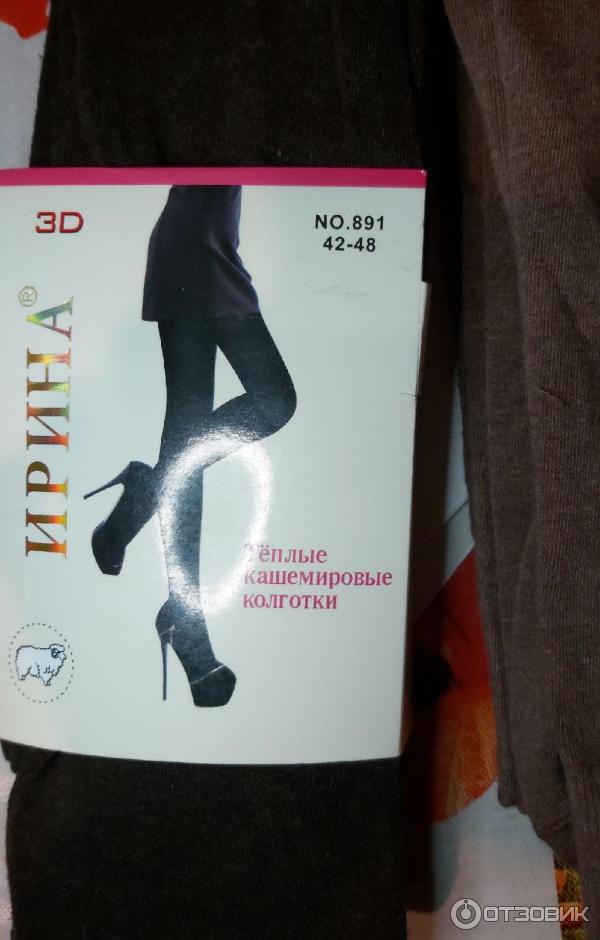 3D
NO.891
42-48
ИРИНА®
Тёплые
кашемировые
колготки
ОТЗОВИК